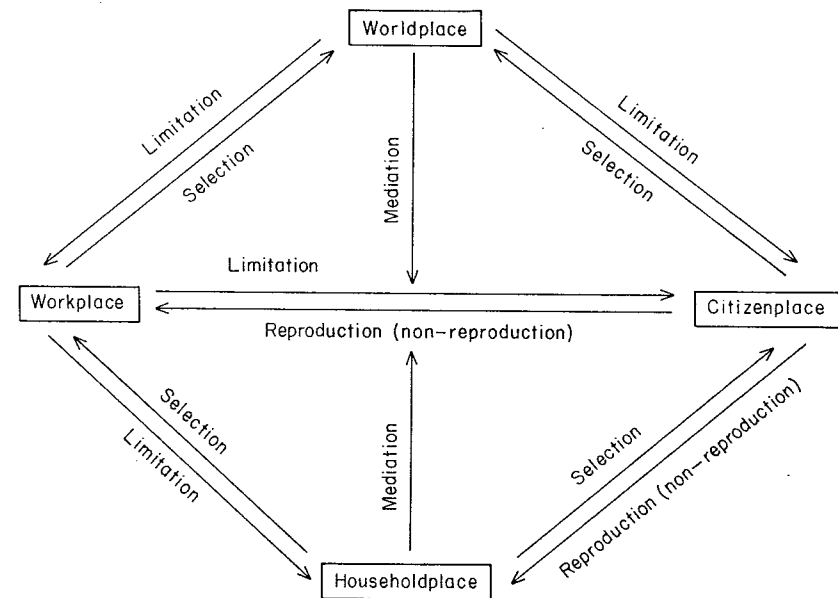 Worldplace
Limitation
Selection
Limitation
Selection
Mediation
Limitation
Workplace
Citizenplace
Reproduction (non-reproduction)
Selection
Limitation
Mediation
Selection
Reproduction (non-reproduction)
Householdplace